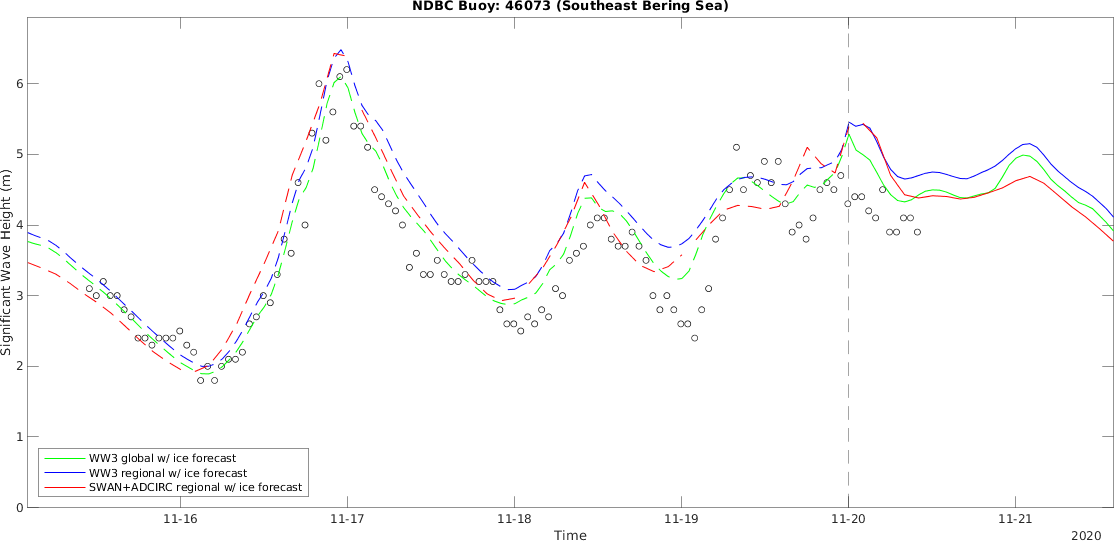 NDBC Buoy: 46073 (Southeast Bering Sea)
Significant Wave Height (m)
6
5
4
3
2
1
0
WW3 global w/ ice forecast
WW3 regional w/ ice forecast
SWAN+ADCIRC regional w/ ice forecast
11-16 11-17 11-18 11-19 11-20 11-21
Time
2020